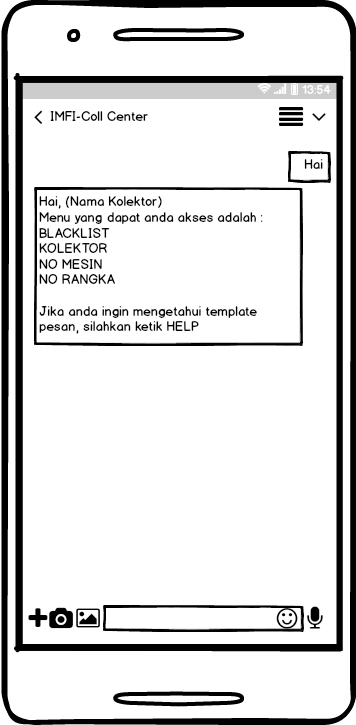 13:54
IMFI-Coll Center
Hai
Hai, (Nama Kolektor)
Menu yang dapat anda akses adalah :
BLACKLIST
KOLEKTOR
NO MESIN
NO RANGKA
Jika anda ingin mengetahui template
pesan, silahkan ketik HELP